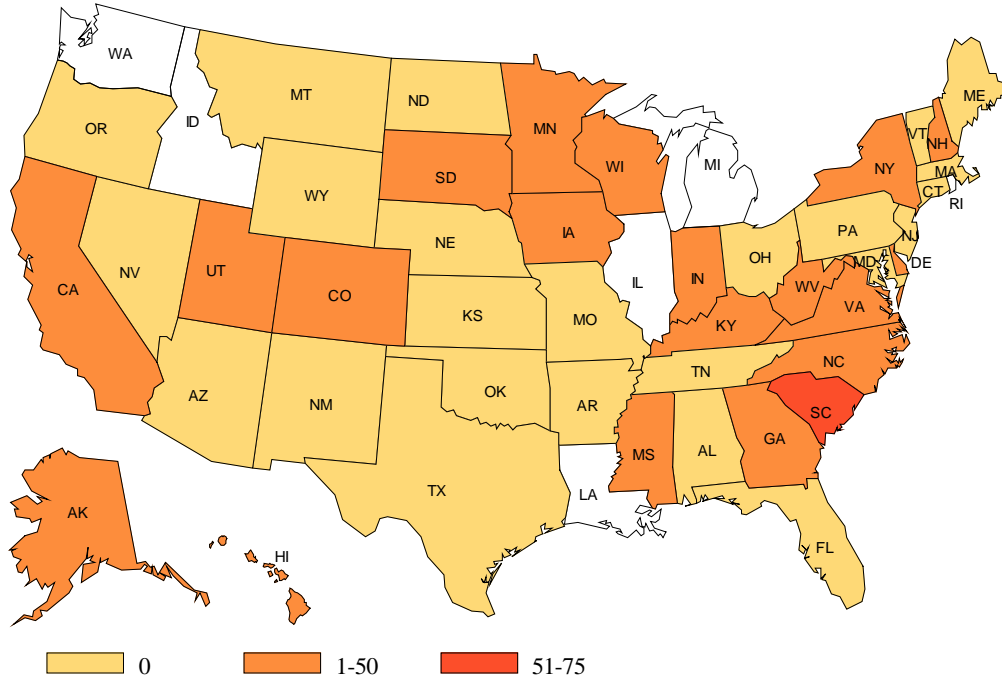 WA
ME
MT
ND
VT
NH
OR
MN
ID
MA
WI
MI
NY
SD
CT
RI
WY
PA
IA
NJ
NE
OH
MD
DE
NV
UT
IL
IN
WV
CA
CO
VA
KS
MO
KY
NC
TN
AZ
OK
NM
AR
SC
GA
MS
AL
TX
LA
AK
FL
HI
0
1-50
51-75